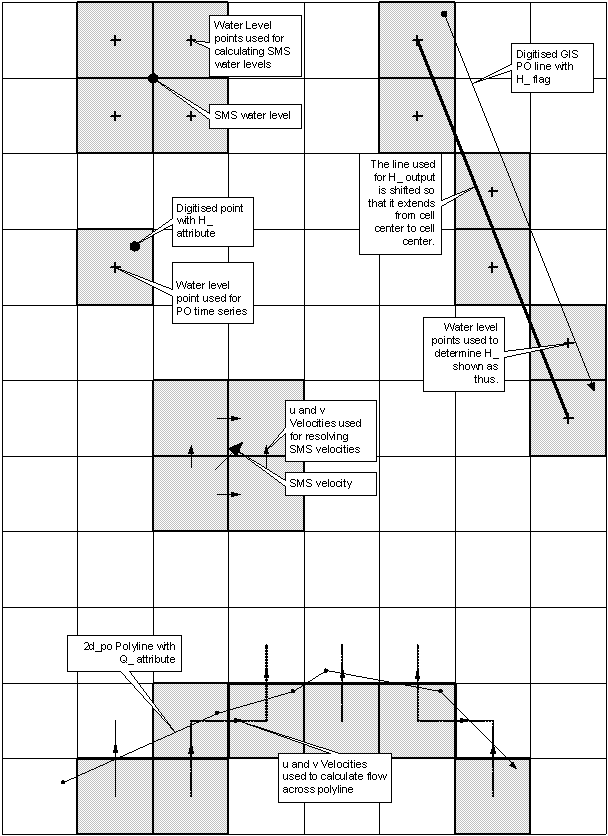 Water Level
points used for
calculating SMS
water levels
SMS water level
Digitised GIS
PO line with
H_ flag
The line used
for H_ output
is shifted so
that it extends
from cell
center to cell
center.
Digitised point
with H_
attribute
Water level
point used for
PO time series
Water level
points used to
determine H_
shown as
thus.
u and v
Velocities used
for resolving
SMS velocities
SMS velocity
2d_po Polyline with
Q_ attribute
u and v Velocities
used to calculate flow
across polyline